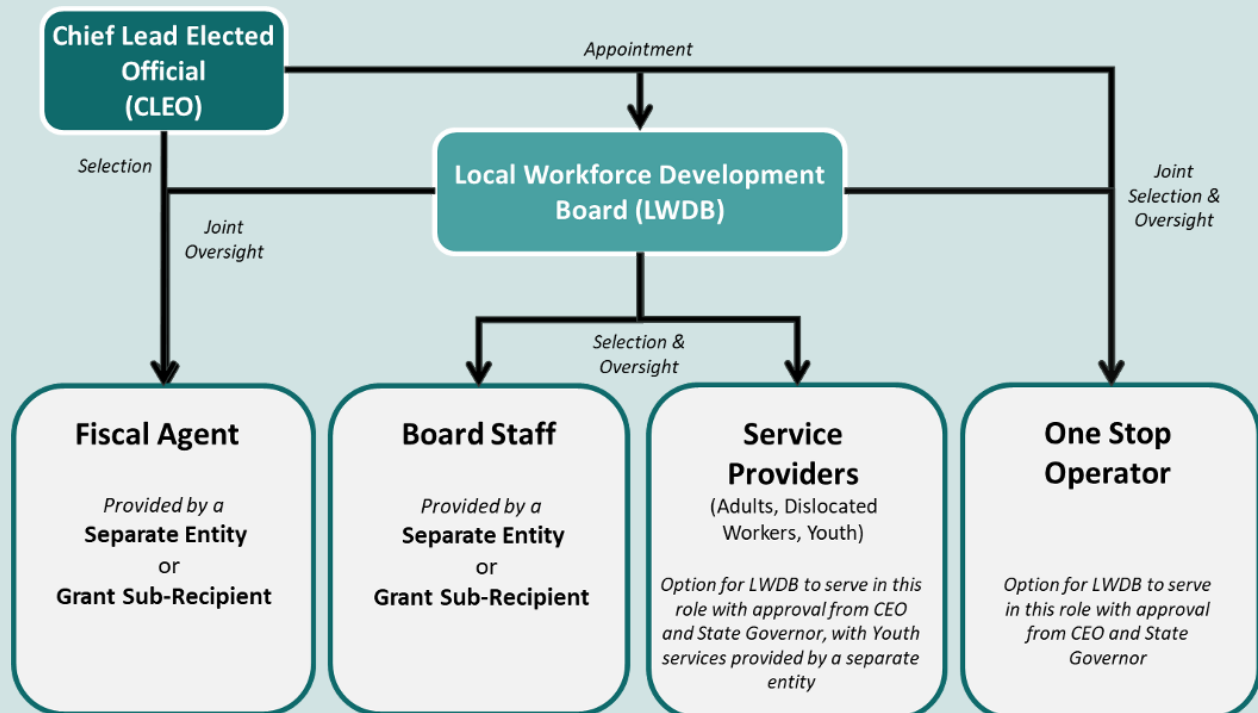 Chief Lead Elected
Official
(CLEO)
Appointment
Selection
Local Workforce Development
Board (LWDB)
Joint
Selection &
Oversight
Joint
Oversight
Selection &
Oversight
Fiscal Agent
Provided by a
Separate Entity
or
Grant Sub-Recipient
Board Staff
Provided by a
Separate Entity
or
Grant Sub-Recipient
Service
Providers
(Adults, Dislocated
Workers, Youth)
Option for LWDB to serve in this
role with approval from CEO
and State Governor, with Youth
services provided by a separate
entity
One Stop
Operator
Option for LWDB to serve
in this role with approval
from CEO and State
Governor